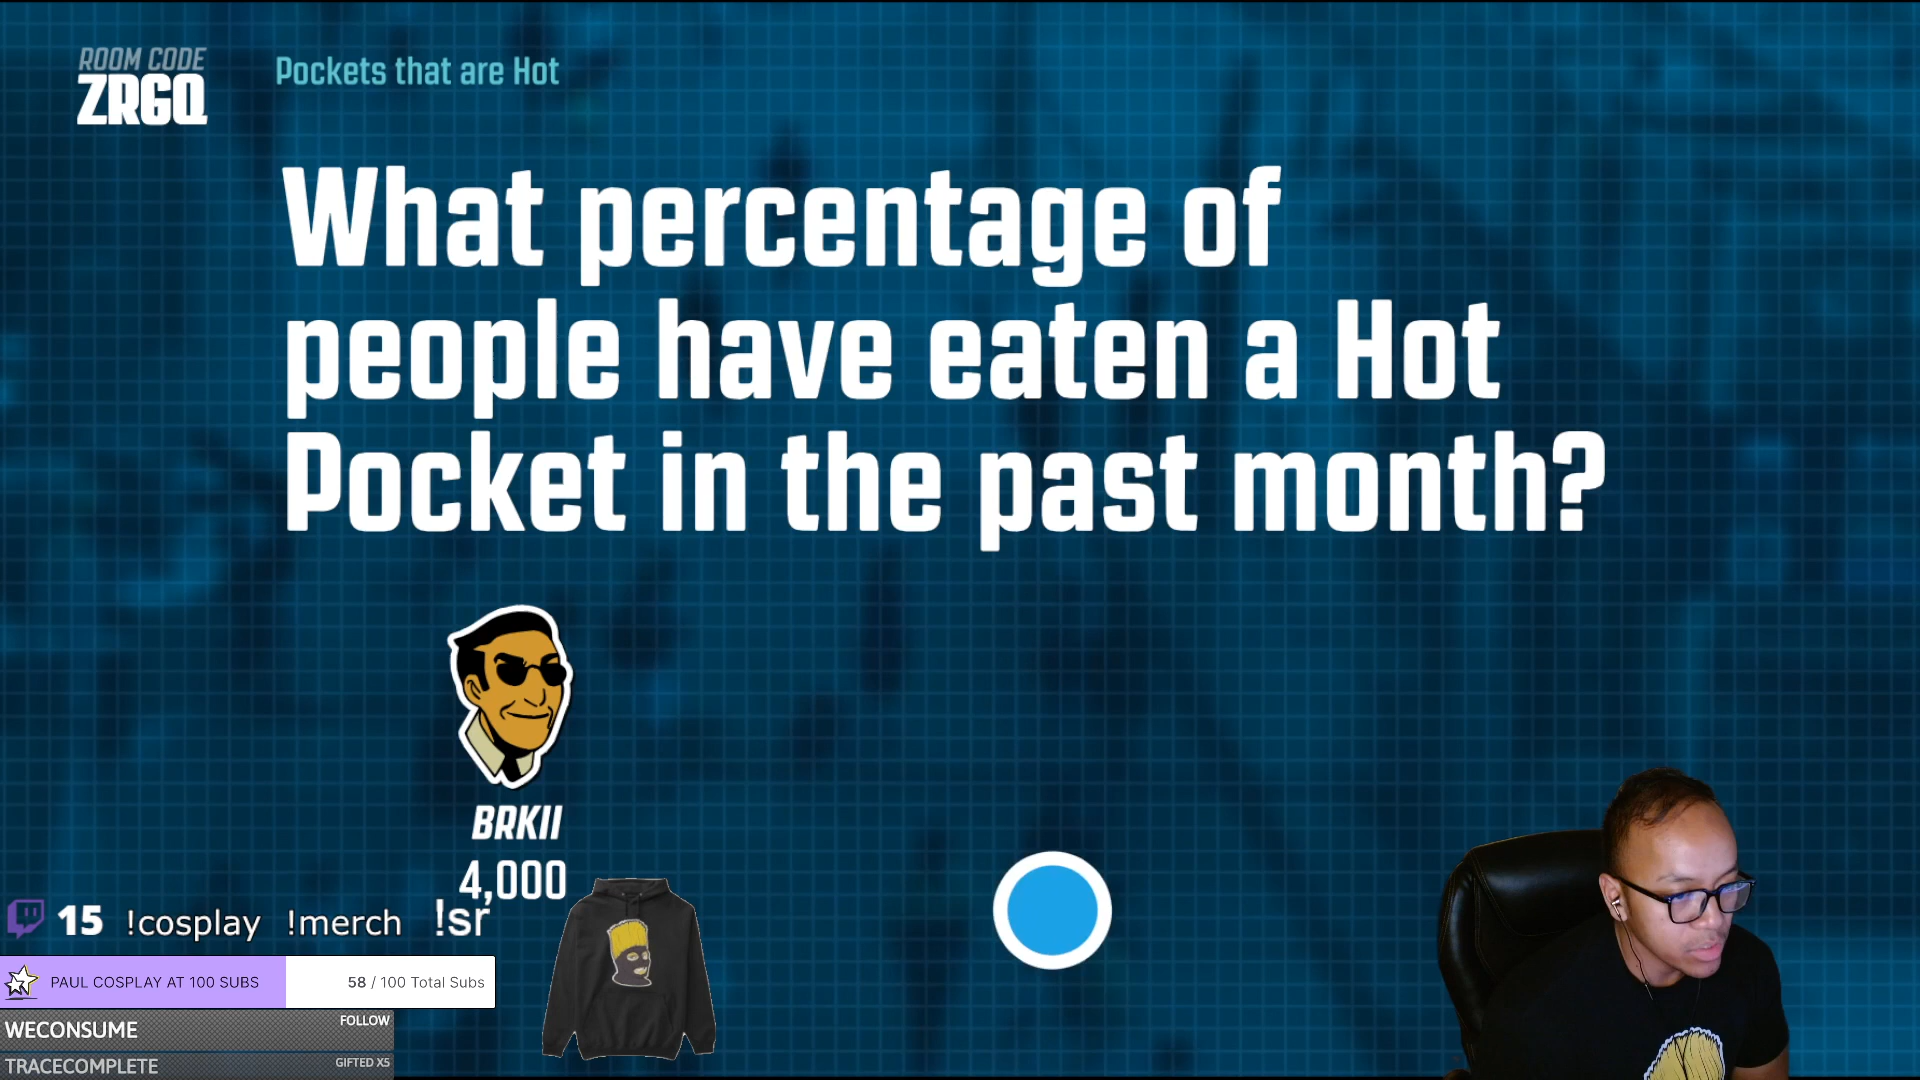 ROOM CODE
ZRGQ
Pockets that are Hot
What percentage of
people have eaten a Hot
Pocket in the past month?
BRKII
4,000
15 !cosplay !merch !sr
PAUL COSPLAY AT 100 SUBS 58 / 100 Total Subs
WECONSUME FOLLOW
TRACECOMPLETE GIFTED X5